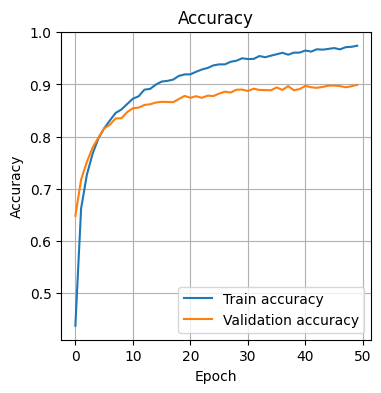 Accuracy
1.0
0.9
0.8
0.7
0.6
0.5
Accuracy
Train accuracy
Validation accuracy
0 10 20 30 40 50
Epoch